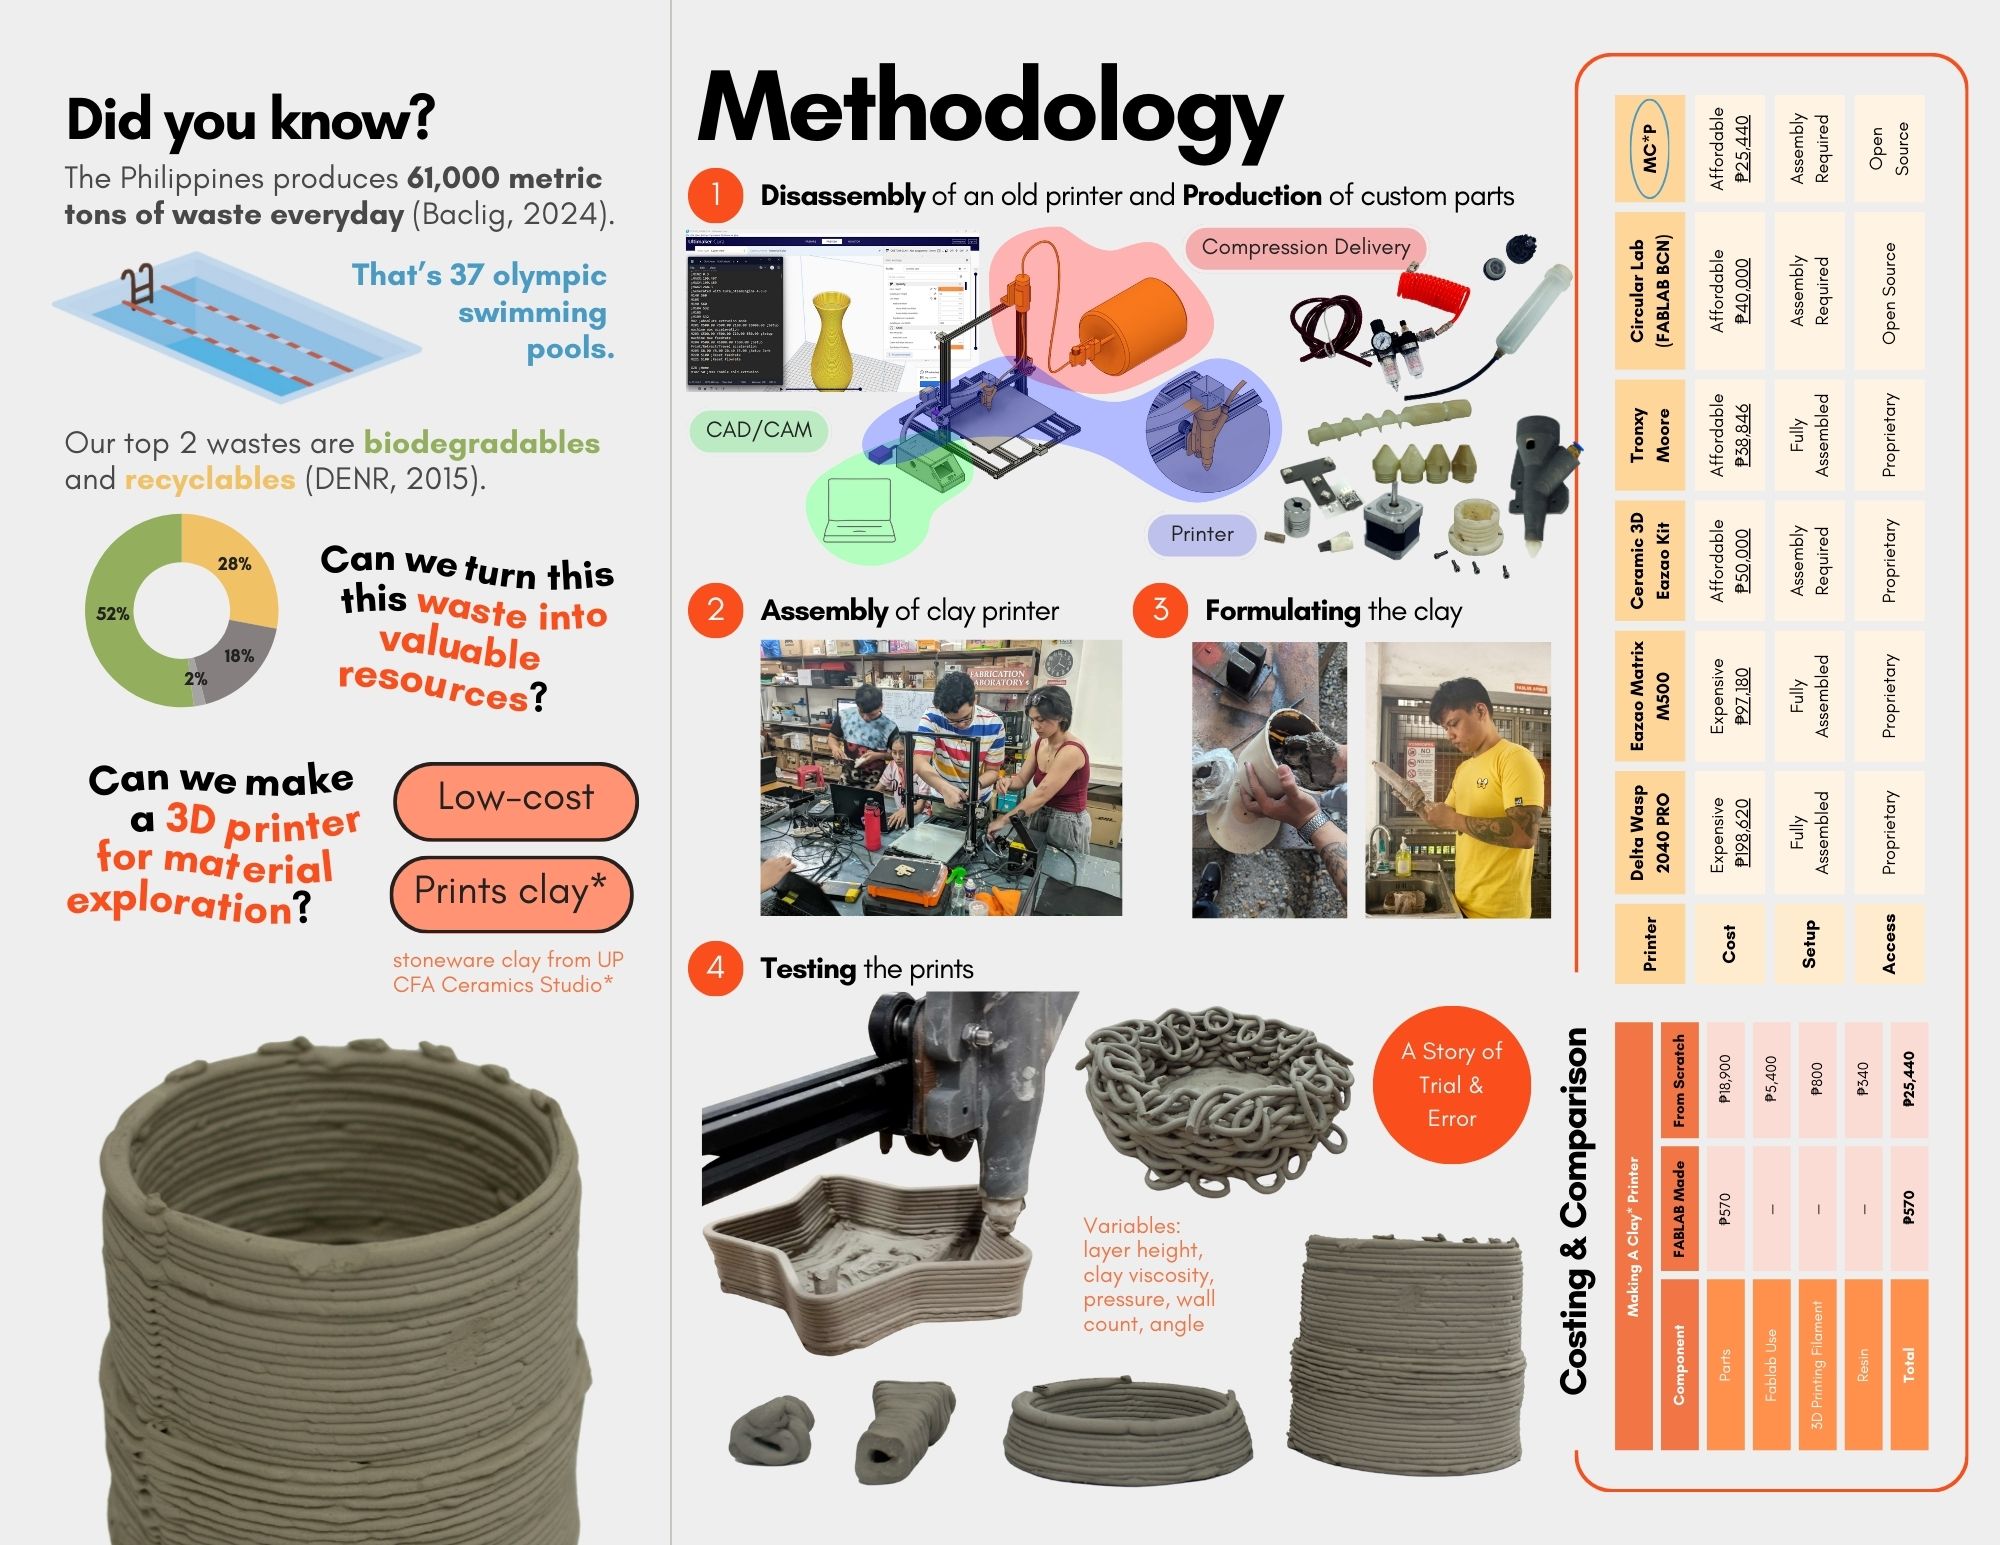 Did you know?
The Philippines produces 61,000 metric
tons of waste everyday (Baclig, 2024).
That's 37 olympic
swimming
pools.
Our top 2 wastes are biodegradables
and recyclables (DENR, 2015).
28%
52%
18%
2%
Can we turn this
this waste into
valuable
resources?
Can we make
a 3D printer
for material
exploration?
Low-cost
Prints clay*
stoneware clay from UP
CFA Ceramics Studio*
Methodology
1 Disassembly of an old printer and Production of custom parts
Compression Delivery
CAD/CAM
Printer
2 Assembly of clay printer
FABRICATION
LABORATORY
3 Formulating the clay
4 Testing the prints
A Story of
Trial &
Error
Variables:
layer height,
clay viscosity,
pressure, wall
count, angle
Costing & Comparison
Making A Clay* Printer
Component FABLAB Made From Scratch
Parts ₱570 ₱18,900
Fablab Use – ₱5,400
3D Printing Filament – ₱800
Resin – ₱340
Total ₱570 ₱25,440
Printer Delta Wasp 2040 PRO Eazao Matrix M500 Ceramic 3D Eazao Kit Tronxy Moore Circular Lab (FABLAB BCN) MC*P
Cost Expensive ₱198,620 Expensive ₱97,180 Affordable ₱50,000 Affordable ₱38,846 Affordable ₱40,000 Affordable ₱25,440
Setup Fully Assembled Fully Assembled Assembly Required Fully Assembled Assembly Required Assembly Required
Access Proprietary Proprietary Proprietary Proprietary Open Source Open Source